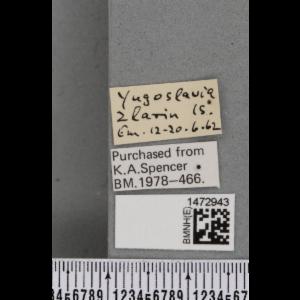 Yugoslavia
Zlarin Is.
Em. 12-20.6.62
Purchased from
K.A.Spencer.
BM.1978–466.
1472943
BMNH(E)